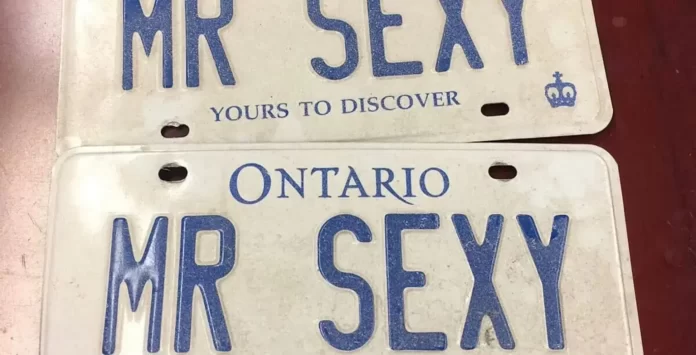 MR SEXY
YOURS TO DISCOVER
ONTARIO
MR SEXY